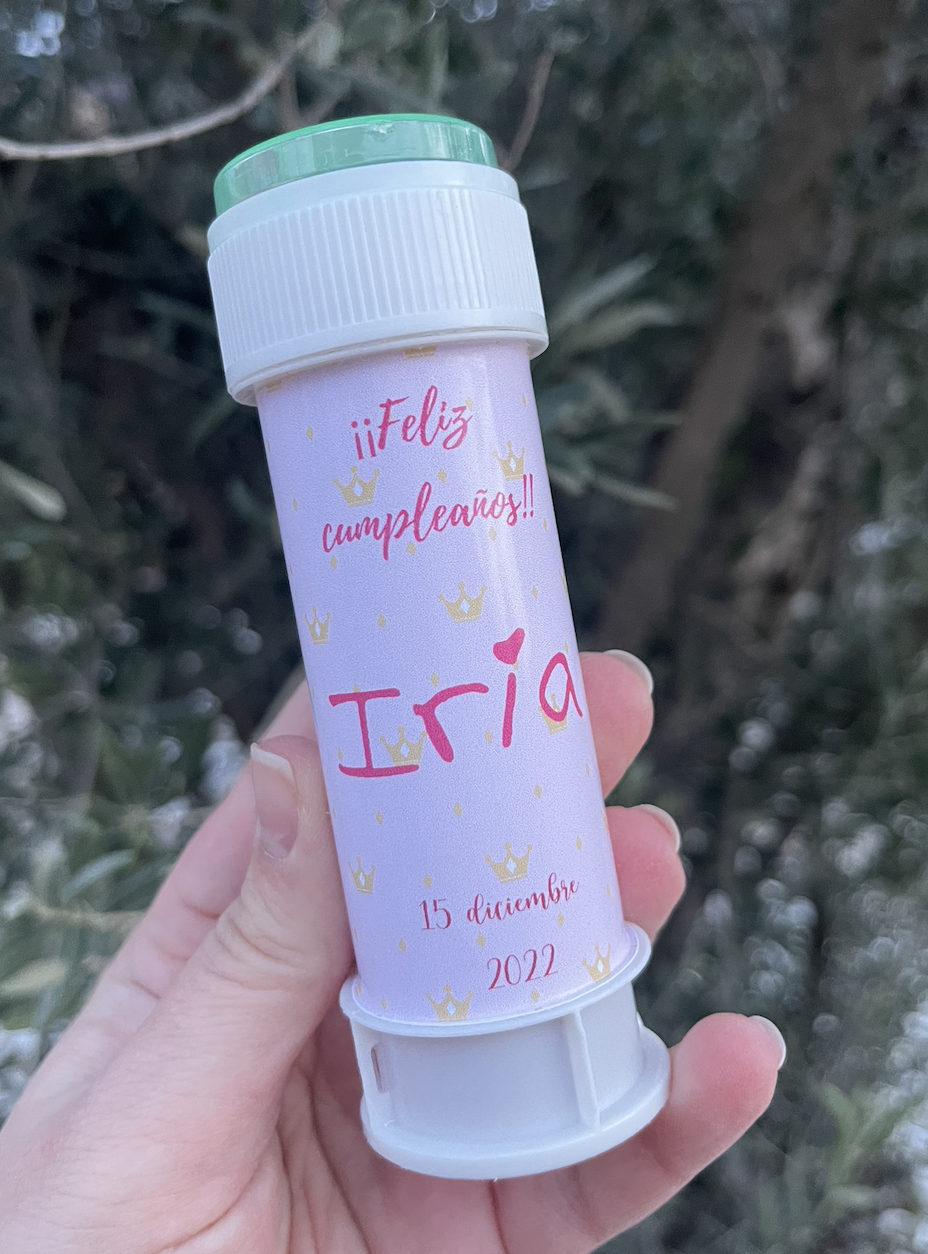 ¡¡Feliz
cumpleaños!!
Iria
15 diciembre
2022